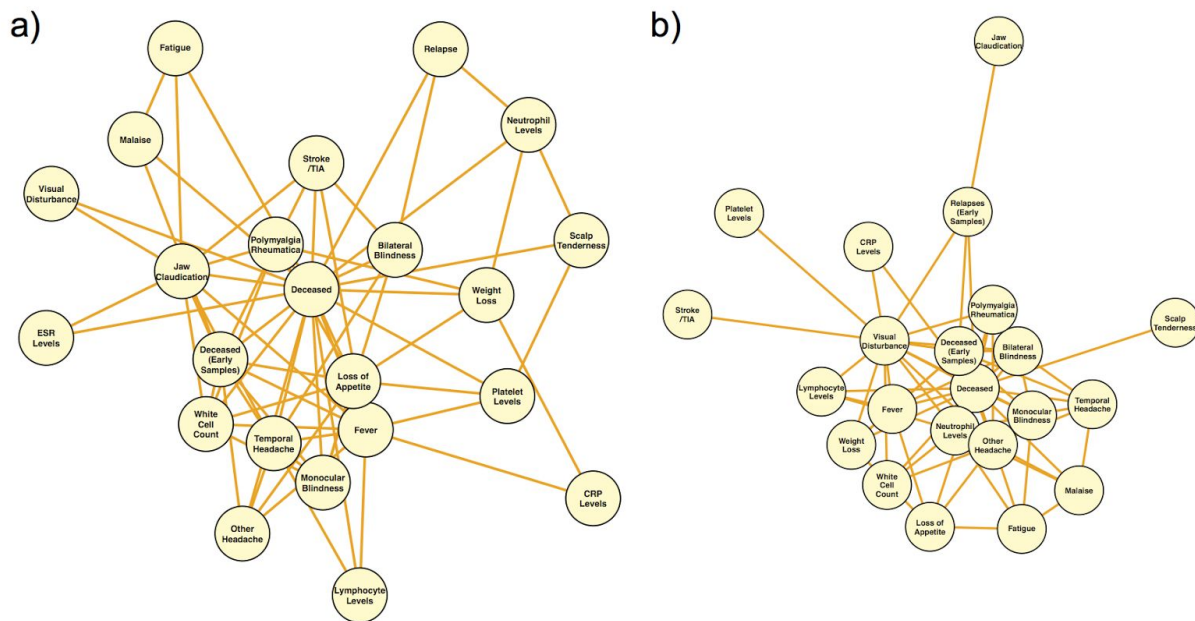 a)
Fatigue
Relapse
Malaise
Neutrophil
Levels
Stroke
/TIA
Visual
Disturbance
Polymyalgia
Rheumatica
Bilateral
Blindness
Scalp
Tenderness
Jaw
Claudication
Deceased
Weight
Loss
ESR
Levels
Deceased
(Early
Samples)
Loss of
Appetite
Platelet
Levels
White
Cell
Count
Temporal
Headache
Fever
Monocular
Blindness
CRP
Levels
Other
Headache
Lymphocyte
Levels
b)
Jaw
Claudication
Platelet
Levels
Relapses
(Early
Samples)
CRP
Levels
Stroke
/TIA
Polymyalgia
Rheumatica
Scalp
Tenderness
Visual
Disturbance
Deceased
(Early
Samples)
Bilateral
Blindness
Lymphocyte
Levels
Deceased
Fever
Monocular
Blindness
Temporal
Headache
Weight
Loss
Neutrophil
Levels
Other
Headache
White
Cell
Count
Malaise
Loss of
Appetite
Fatigue